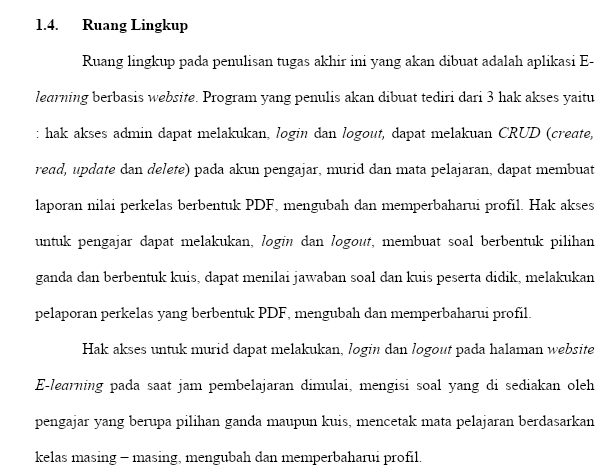 1.4. Ruang Lingkup
Ruang lingkup pada penulisan tugas akhir ini yang akan dibuat adalah aplikasi E-
learning berbasis website. Program yang penulis akan dibuat tediri dari 3 hak akses yaitu
: hak akses admin dapat melakukan, login dan logout, dapat melakuan CRUD (create,
read, update dan delete) pada akun pengajar, murid dan mata pelajaran, dapat membuat
laporan nilai perkelas berbentuk PDF, mengubah dan memperbaharui profil. Hak akses
untuk pengajar dapat melakukan, login dan logout, membuat soal berbentuk pilihan
ganda dan berbentuk kuis, dapat menilai jawaban soal dan kuis peserta didik, melakukan
pelaporan perkelas yang berbentuk PDF, mengubah dan memperbaharui profil.
Hak akses untuk murid dapat melakukan, login dan logout pada halaman website
E-learning pada saat jam pembelajaran dimulai, mengisi soal yang di sediakan oleh
pengajar yang berupa pilihan ganda maupun kuis, mencetak mata pelajaran berdasarkan
kelas masing – masing, mengubah dan memperbaharui profil.